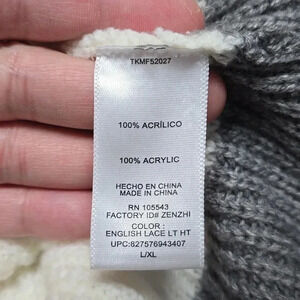 TKMF52027
100% ACRÍLICO
100% ACRYLIC
HECHO EN CHINA
MADE IN CHINA
RN 105543
FACTORY ID# ZENZHI
COLOR :
ENGLISH LACE LT HT
UPC:827576943407
L/XL